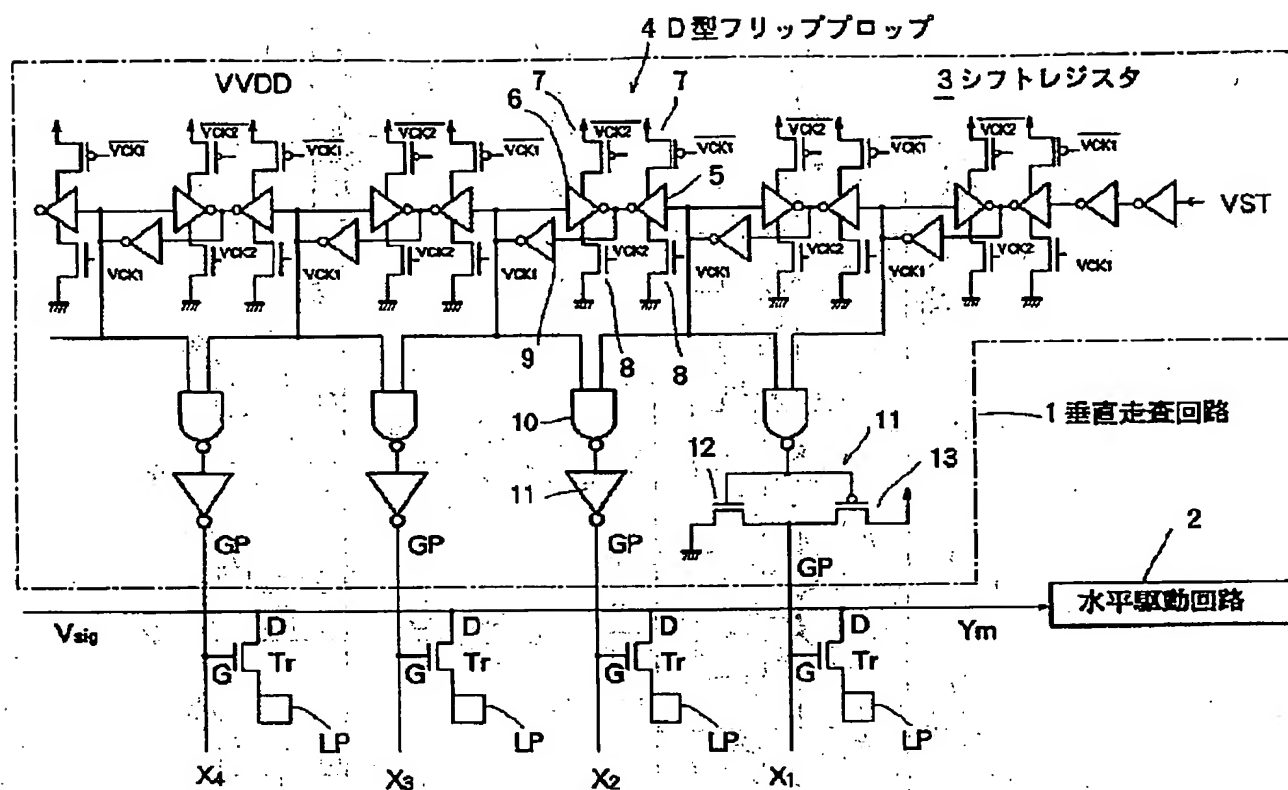 4 D型フリッププロップ
VVDD
3シフトレジスタ
7
7
6
VCK2
VCK1
VCK2
VCK1
VCK2
VCK1
VCK2
VCK1
VCK2
VCK1
VCK1
5
VST
VCK1
VCK2
VCK1
VCK2
VCK1
VCK2
VCK1
VCK2
VCK1
VCK2
VCK1
9
8
8
10
1垂直走査回路
11
12
13
11
GP
GP
GP
GP
2
水平駆動回路
Vsig
D
D
D
D
Ym
G
Tr
G
Tr
G
Tr
G
Tr
LP
LP
LP
LP
X4
X3
X2
X1